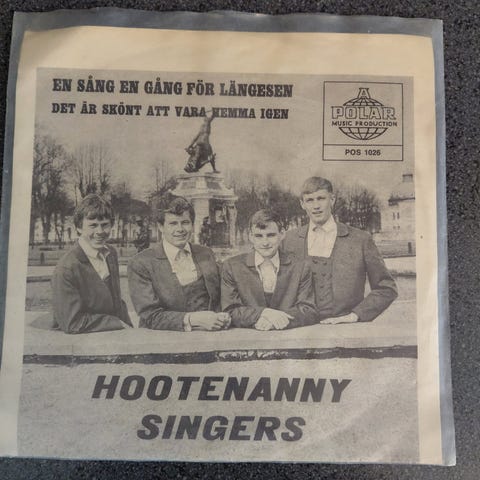 EN SÅNG EN GÅNG FÖR LÄNGESEN
DET ÄR SKÖNT ATT VARA HEMMA IGEN
A
POLAR
MUSIC PRODUCTION
POS 1026
HOOTENANNY
SINGERS